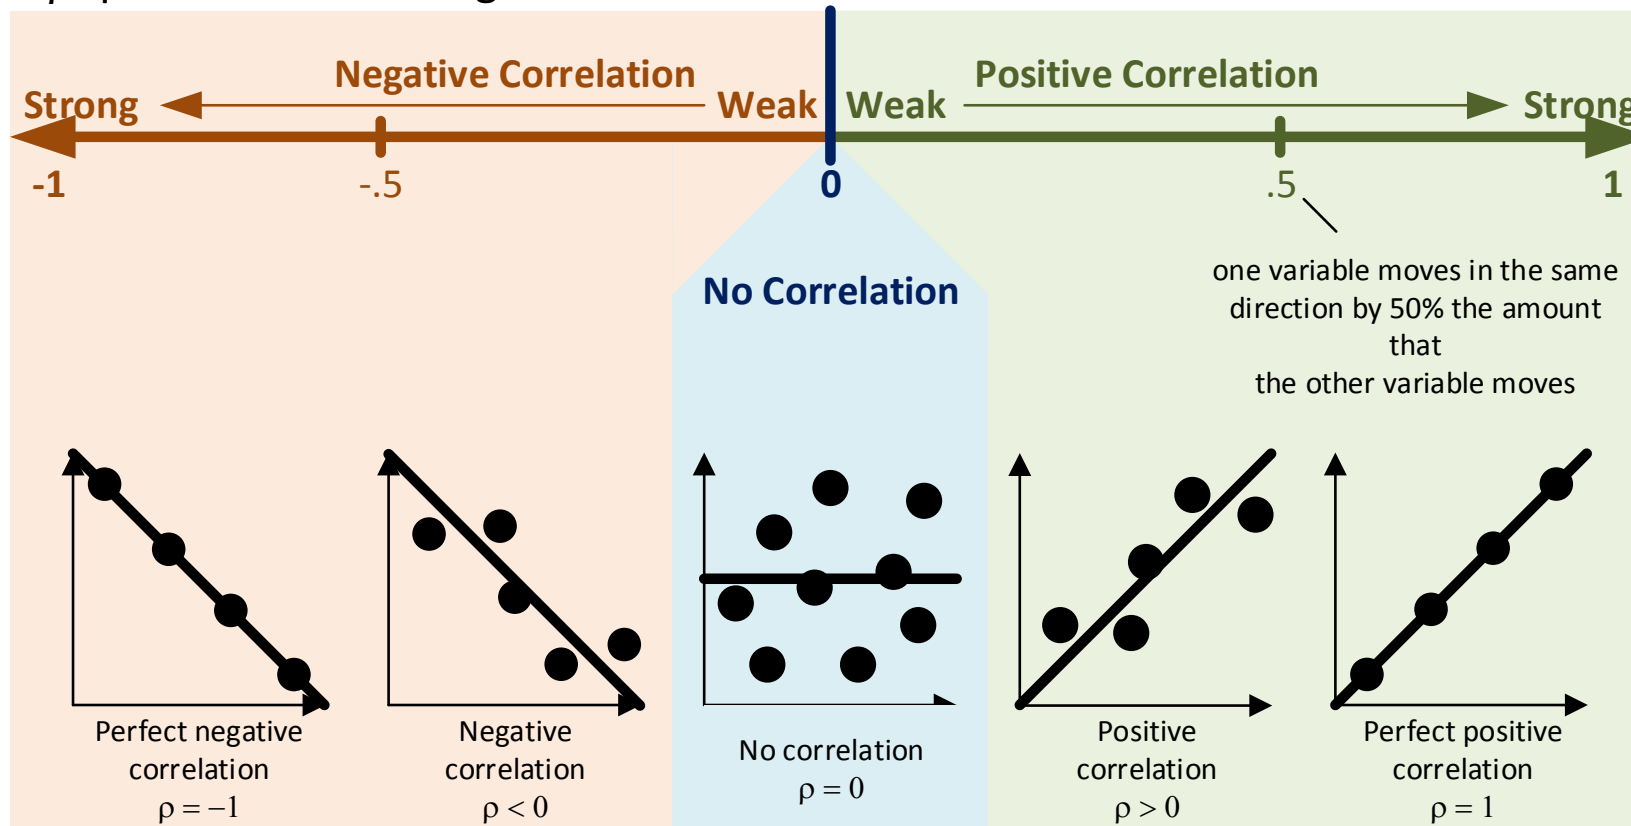 Negative Correlation
Positive Correlation
Strong
Weak
Weak
Strong
-1
-.5
0
.5
1
No Correlation
one variable moves in the same
direction by 50% the amount
that
the other variable moves
Perfect negative
correlation
ρ = −1
Negative
correlation
ρ < 0
No correlation
ρ = 0
Positive
correlation
ρ > 0
Perfect positive
correlation
ρ = 1